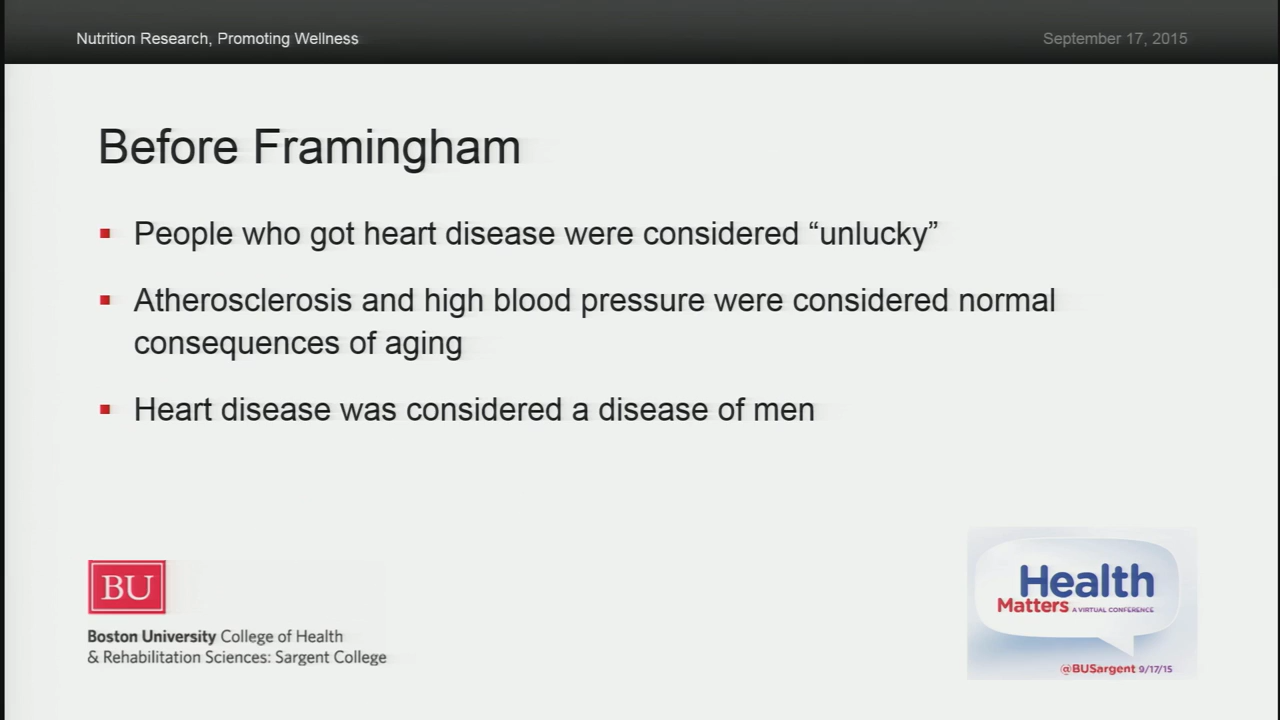 Nutrition Research, Promoting Wellness
September 17, 2015
Before Framingham
People who got heart disease were considered “unlucky”
Atherosclerosis and high blood pressure were considered normal
consequences of aging
Heart disease was considered a disease of men
BU
Boston University College of Health
& Rehabilitation Sciences: Sargent College
Health
Matters A VIRTUAL CONFERENCE
@BUSargent 9/17/15